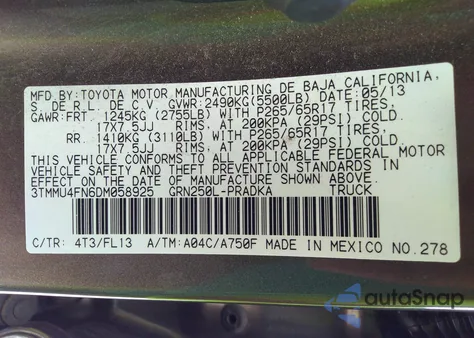 MFD.BY:TOYOTA MOTOR MANUFACTURING DE BAJA CALIFORNIA,
S. DE R.L. DE C.V. GVWR:2490KG(5500LB) DATE:05/13
GAWR:FRT. 1245KG (2755LB) WITH P265/65R17 TIRES,
17X7.5JJ RIMS, AT 200KPA (29PSI) COLD.
RR. 1410KG (3110LB) WITH P265/65R17 TIRES,
17X7.5JJ RIMS, AT 200KPA (29PSI) COLD.
THIS VEHICLE CONFORMS TO ALL APPLICABLE FEDERAL MOTOR
VEHICLE SAFETY AND THEFT PREVENTION STANDARDS IN
EFFECT ON THE DATE OF MANUFACTURE SHOWN ABOVE.
3TMMU4FN6DM058925 GRN250L-PRADKA TRUCK
C/TR: 4T3/FL13 A/TM:A04C/A750F MADE IN MEXICO NO.278
autoSnap